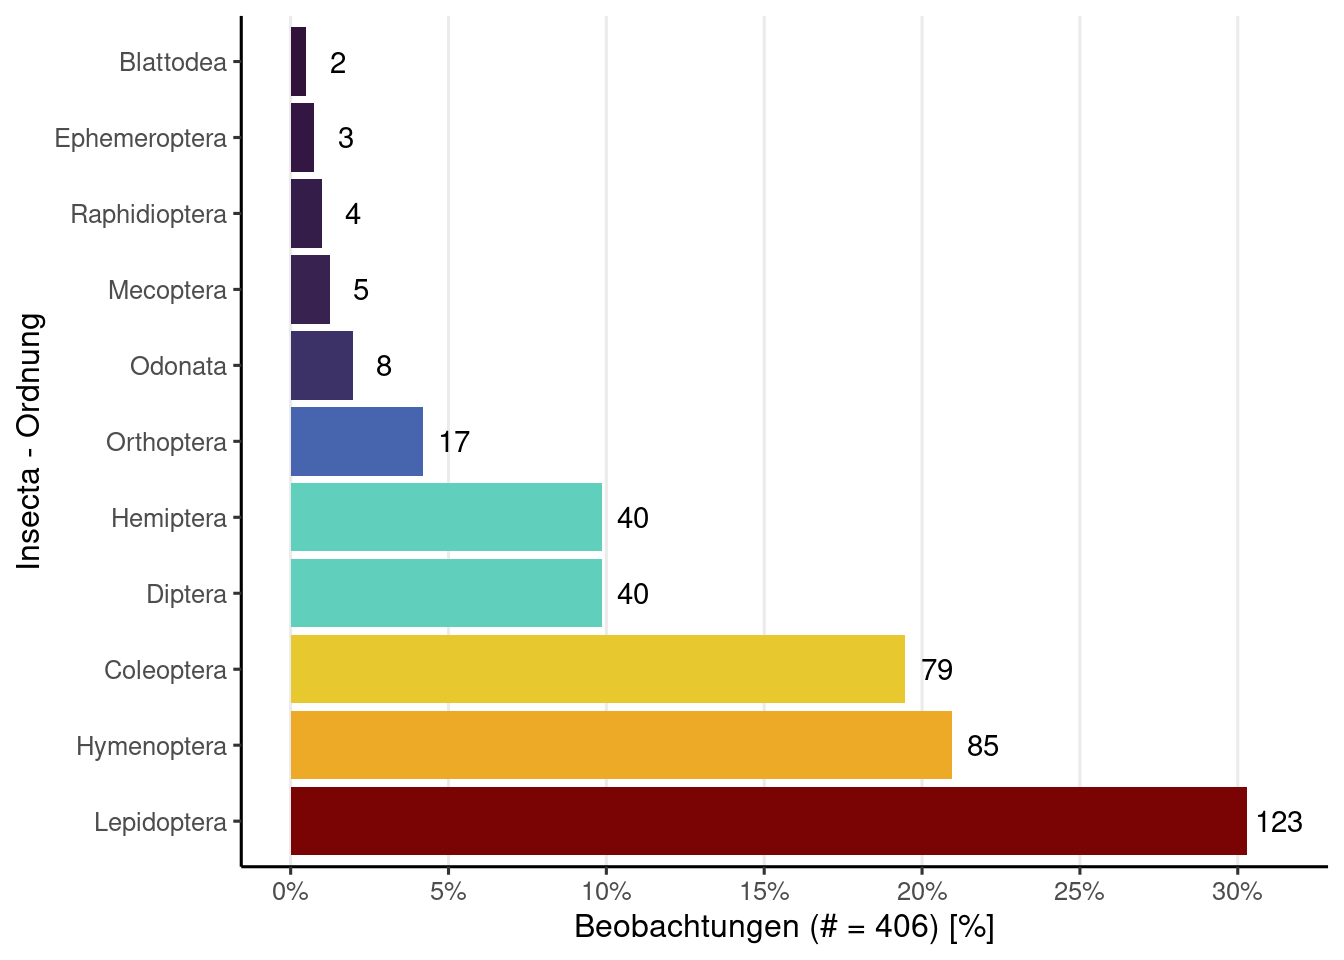 Insecta - Ordnung
Blattodea 2
Ephemeroptera 3
Raphidioptera 4
Mecoptera 5
Odonata 8
Orthoptera 17
Hemiptera 40
Diptera 40
Coleoptera 79
Hymenoptera 85
Lepidoptera 123
0% 5% 10% 15% 20% 25% 30%
Beobachtungen (# = 406) [%]